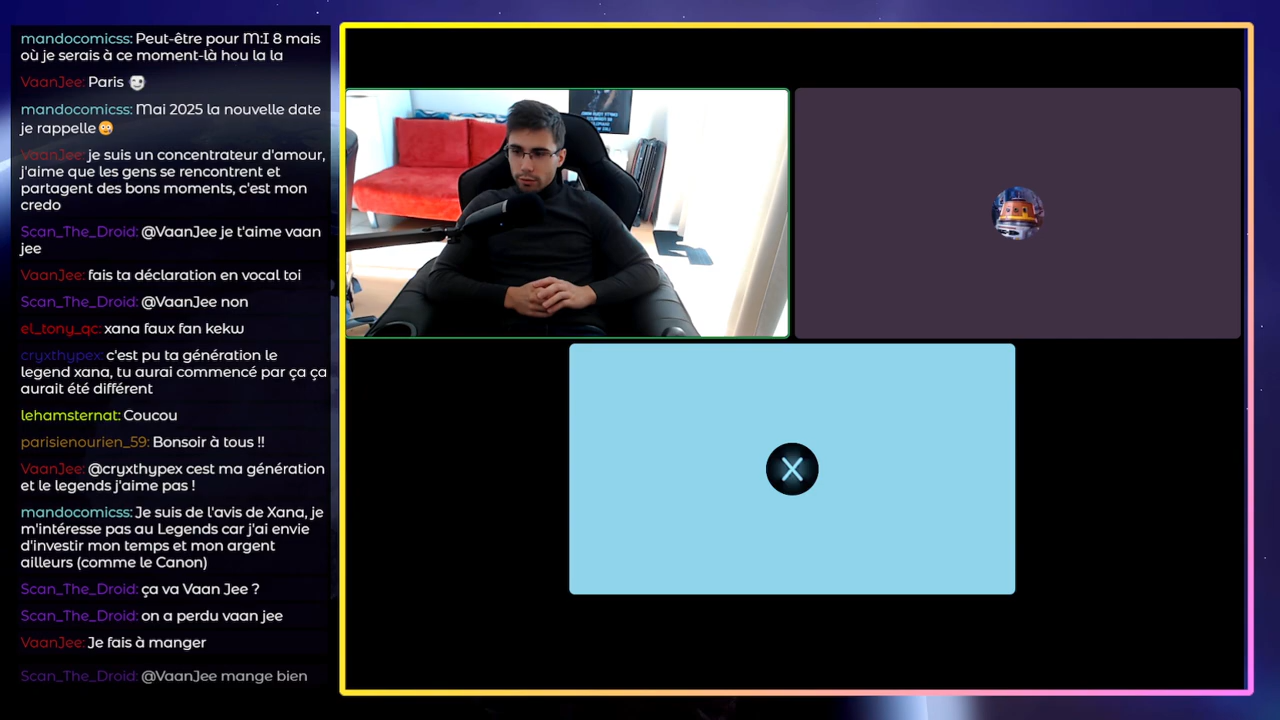 mandocomicss: Peut-être pour M:I 8 mais
où je serais à ce moment-là hou la la
VaanJee: Paris
mandocomicss: Mai 2025 la nouvelle date
je rappelle
VaanJee: je suis un concentrateur d'amour,
j'aime que les gens se rencontrent et
partagent des bons moments, c'est mon
credo
Scan_The_Droid: @VaanJee je t'aime vaan
jee
VaanJee: fais ta déclaration en vocal toi
Scan_The_Droid: @VaanJee non
el_tony_qc: xana faux fan kekw
cryxthypex: c'est pu ta génération le
legend xana, tu aurai commencé par ça ça
aurait été différent
lehamsternat: Coucou
parisienourien_59: Bonsoir à tous !!
VaanJee: @cryxthypex cest ma génération
et le legends j'aime pas !
mandocomicss: Je suis de l'avis de Xana, je
m'intéresse pas au Legends car j'ai envie
d'investir mon temps et mon argent
ailleurs (comme le Canon)
Scan_The_Droid: ça va Vaan Jee ?
Scan_The_Droid: on a perdu vaan jee
VaanJee: Je fais à manger
Scan_The_Droid: @VaanJee mange bien
X